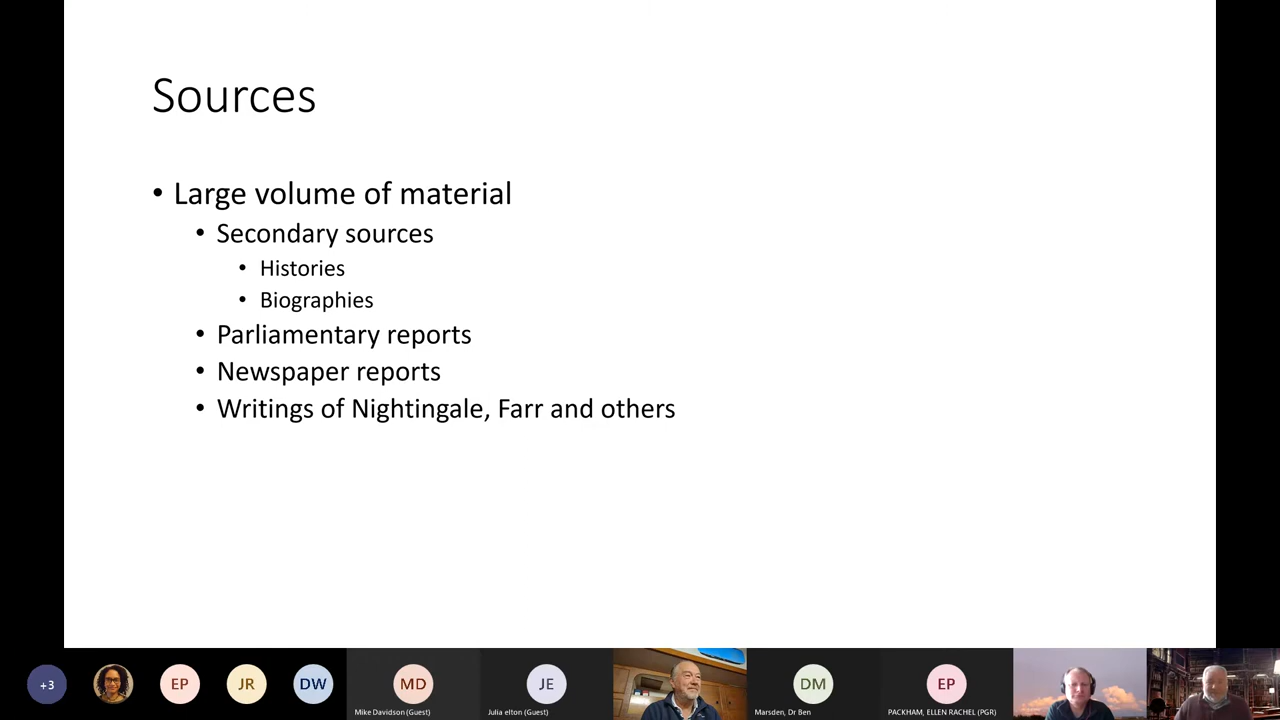 Sources
• Large volume of material
• Secondary sources
• Histories
• Biographies
• Parliamentary reports
• Newspaper reports
• Writings of Nightingale, Farr and others
+3
EP
JR
DW
MD
Mike Davidson (Guest)
JE
Julia elton (Guest)
DM
Marsden, Dr Ben
EP
PACKHAM, ELLEN RACHEL (PGR)